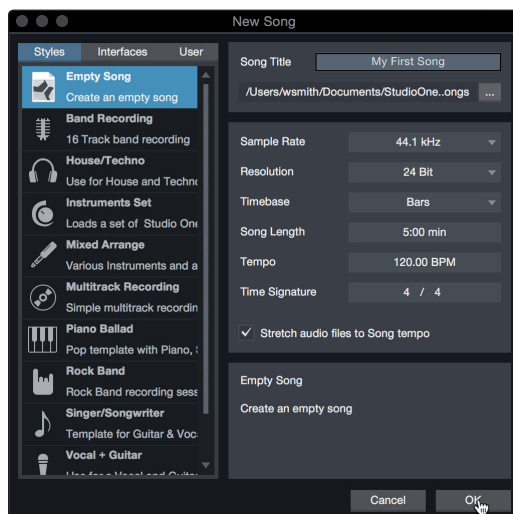 New Song
Styles Interfaces User
Empty Song
Create an empty song
Band Recording
16 Track band recording
House/Techno
Use for House and Techno
Instruments Set
Loads a set of Studio One
Mixed Arrange
Various Instruments and a
Multitrack Recording
Simple multitrack recordin
Piano Ballad
Pop template with Piano,
Rock Band
Rock Band recording sess
Singer/Songwriter
Template for Guitar & Voc
Vocal + Guitar
Song Title My First Song
/Users/wsmith/Documents/StudioOne..ongs ...
Sample Rate 44.1 kHz
Resolution 24 Bit
Timebase Bars
Song Length 5:00 min
Tempo 120.00 BPM
Time Signature 4 / 4
Stretch audio files to Song tempo
Empty Song
Create an empty song
Cancel OK